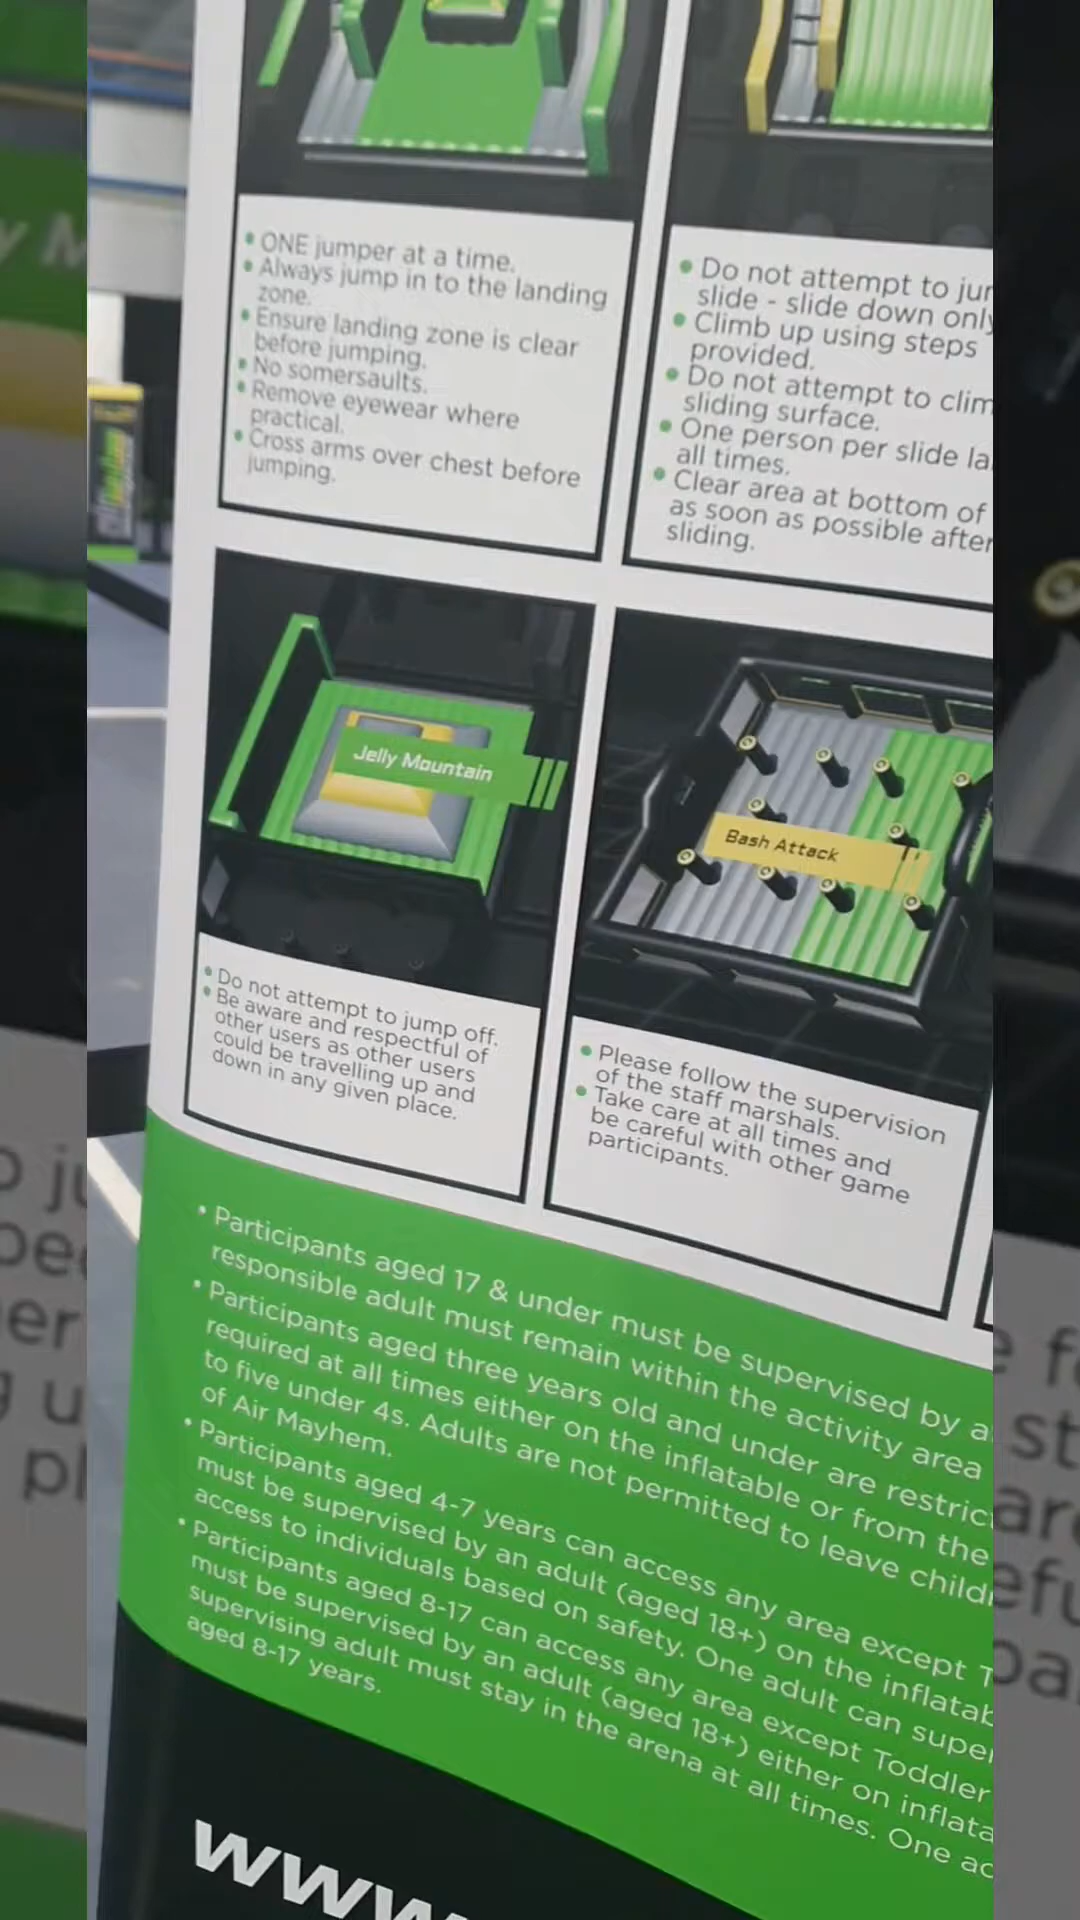 ONE jumper at a time.
Always jump in to the landing
zone.
Ensure landing zone is clear
before jumping.
No somersaults.
Remove eyewear where
practical.
Cross arms over chest before
jumping.
Do not attempt to
slide - slide down only
Climb up using steps
provided.
Do not attempt to
sliding surface.
One person per slide
all times.
Clear area at bottom of
as soon as possible after
sliding.
Jelly Mountain
Do not attempt to jump off.
Be aware and respectful of
other users as other users
could be travelling up and
down in any given place.
Bash Attack
Please follow the supervision
of the staff marshals.
Take care at all times and
be careful with other game
participants.
Participants aged 17 & under must be supervised by
responsible adult must remain within the activity area
Participants aged three years old and under are
required at all times either on the inflatable or from the
to five under 4s. Adults are not permitted to leave
of Air Mayhem.
Participants aged 4-7 years can access any area except
must be supervised by an adult (aged 18+) on the
access to individuals based on safety. One adult can
Participants aged 8-17 can access any area except Toddler
must be supervised by an adult (aged 18+) either on
supervising adult must stay in the arena at all times. One
aged 8-17 years.
www.